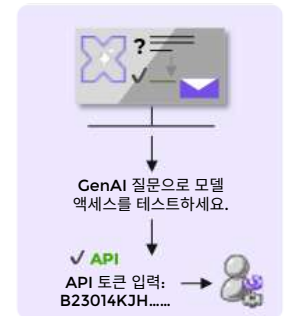 ?
GenAI 질문으로 모델
액세스를 테스트하세요.
✓ API
API 토큰 입력:
B23014KJH......